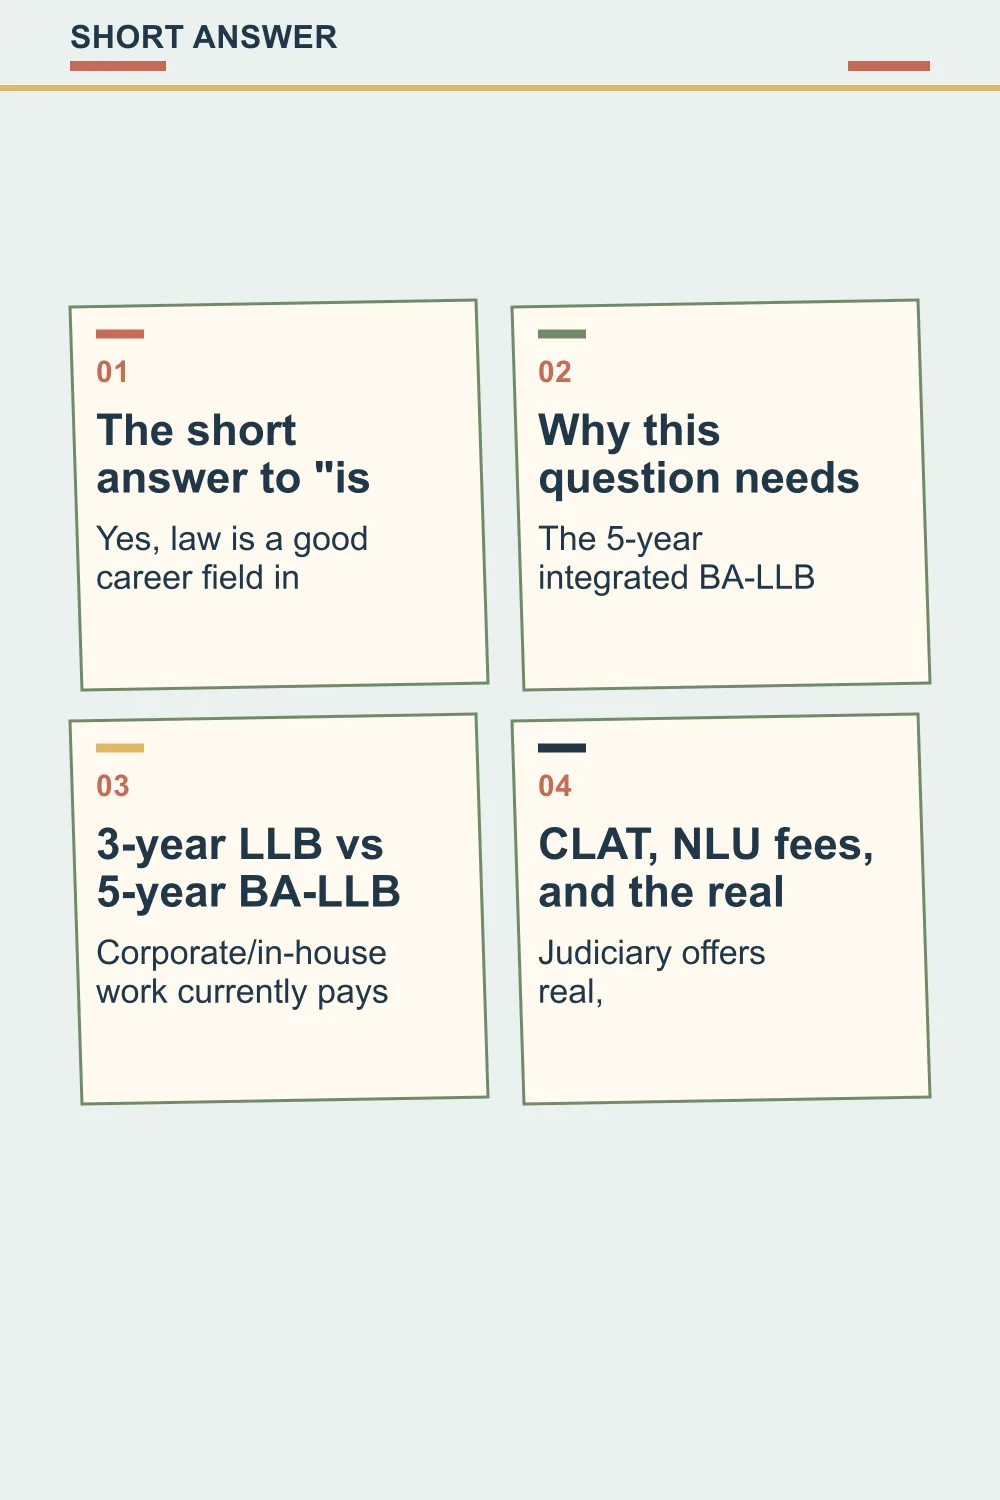 SHORT ANSWER
01
The short
answer to "is
Yes, law is a good
career field in
02
Why this
question needs
The 5-year
integrated BA-LLB
03
3-year LLB vs
5-year BA-LLB
Corporate/in-house
work currently pays
04
CLAT, NLU fees,
and the real
Judiciary offers
real,